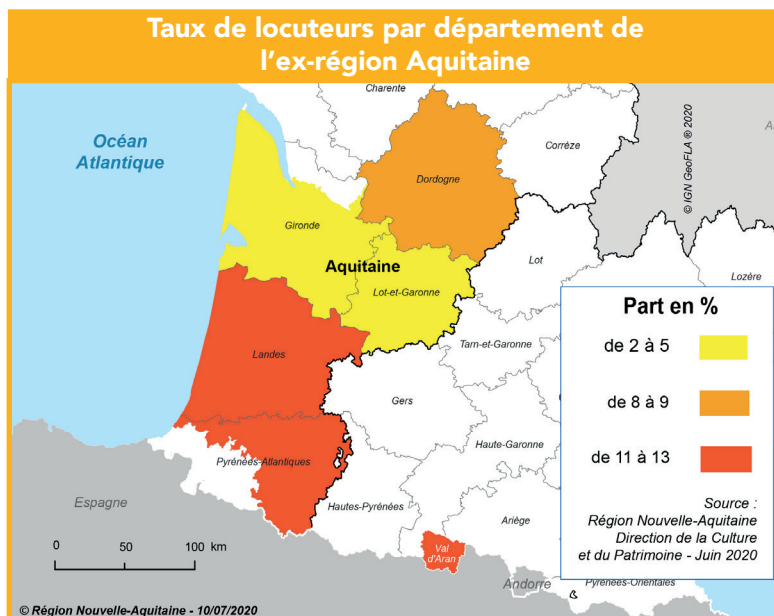 Taux de locuteurs par département de
l'ex-région Aquitaine
Charente
Océan
Atlantique
Corrèze
© IGN GeoFLA ® 2020
Dordogne
Gironde
Aquitaine
Lot
Lozère
Lot-et-Garonne
Part en %
de 2 à 5
de 8 à 9
de 11 à 13
Source :
Région Nouvelle-Aquitaine
Direction de la Culture
et du Patrimoine - Juin 2020
Tarn-et-Garonne
Landes
Gers
Haute-Garonne
Pyrénées-Atlantiques
Espagne
Hautes-Pyrénées
Ariège
Val
d'Aran
0 50 100 km
Andorre
Pyrénées-Orientales
© Région Nouvelle-Aquitaine - 10/07/2020